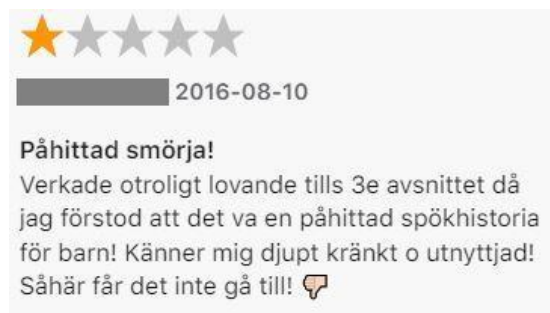 2016-08-10
Påhittad smörja!
Verkade otroligt lovande tills 3e avsnittet då
jag förstod att det va en påhittad spökhistoria
för barn! Känner mig djupt kränkt o utnyttjad!
Såhär får det inte gå till! 👎🏻